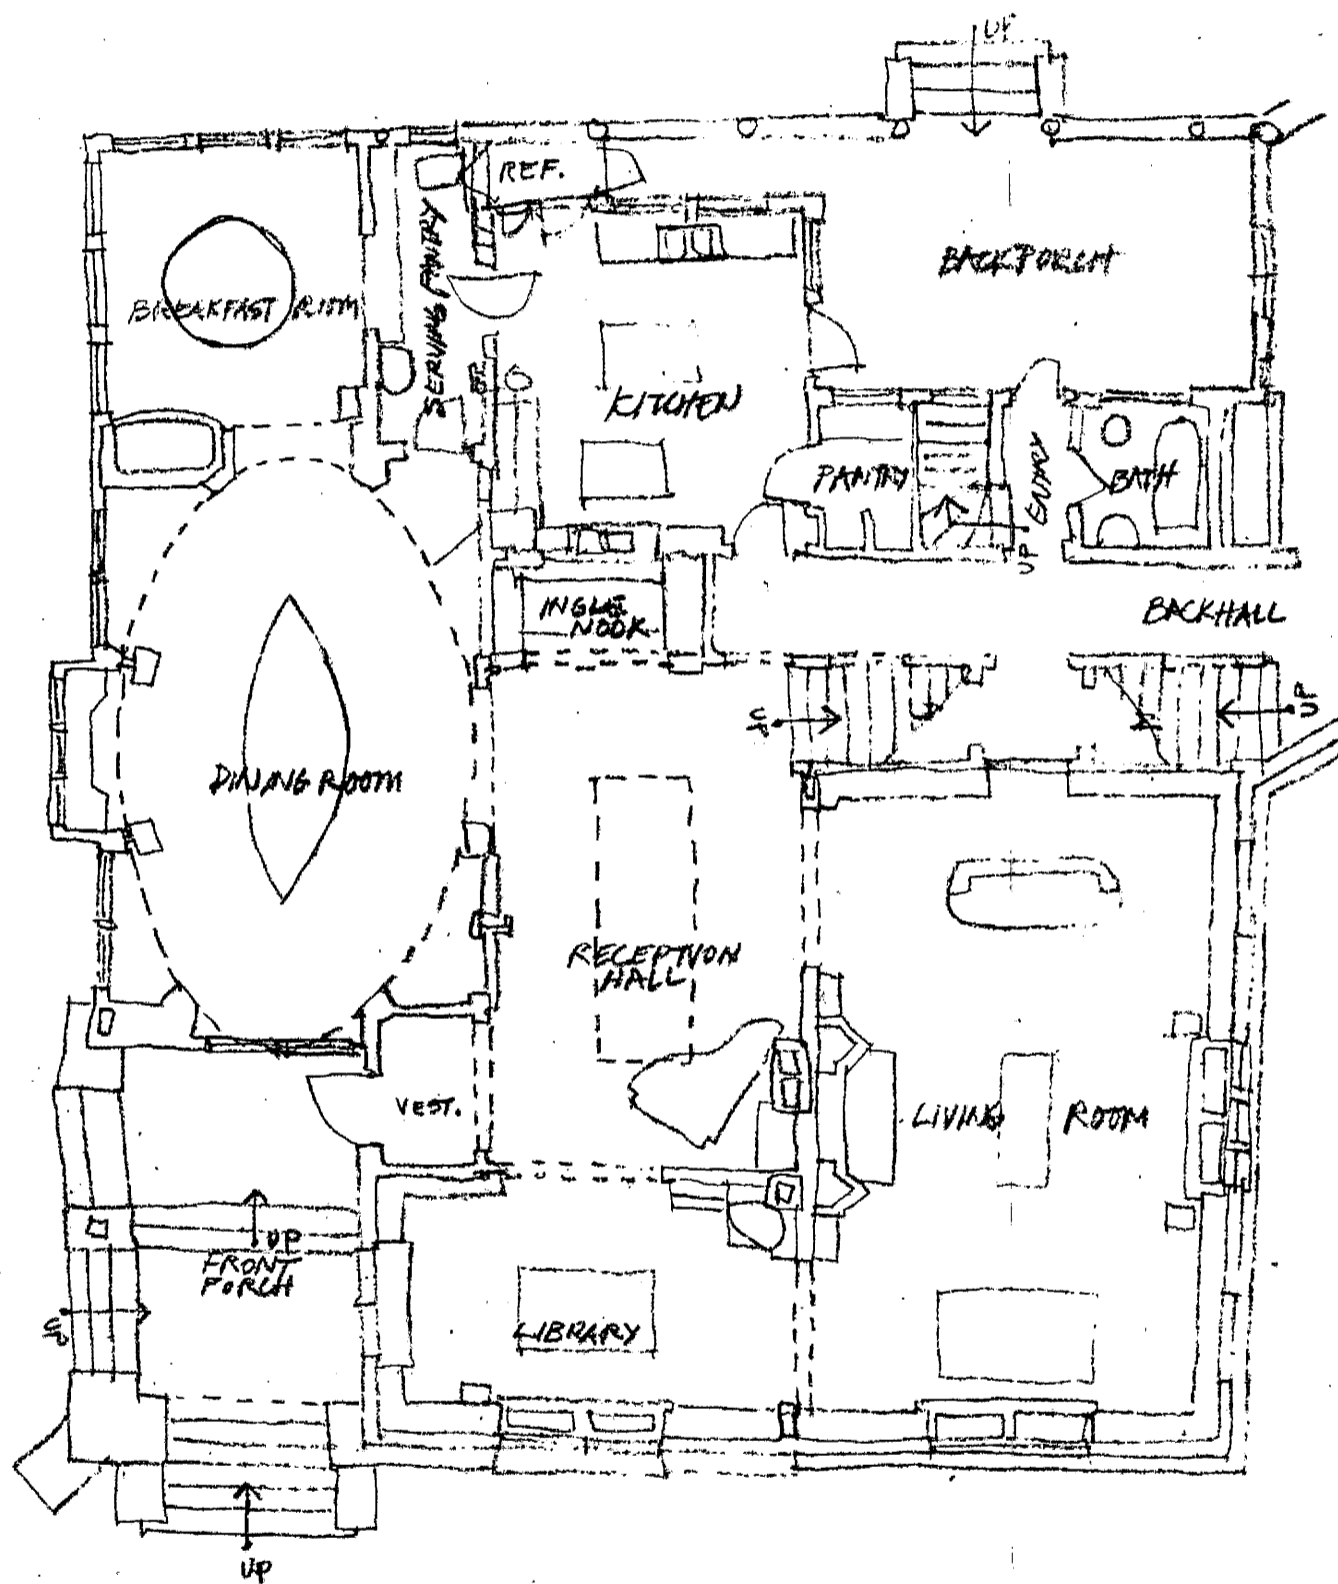 UP
REF.
BACKPORCH
BREAKFAST ROOM
SERVING PANTRY
KITCHEN
PANTRY
ENTRY
BATH
UP
INGLE
NOOK
BACKHALL
UP
UP
DINING ROOM
RECEPTION
HALL
VEST.
LIVING ROOM
UP
FRONT
PORCH
UP
LIBRARY
UP